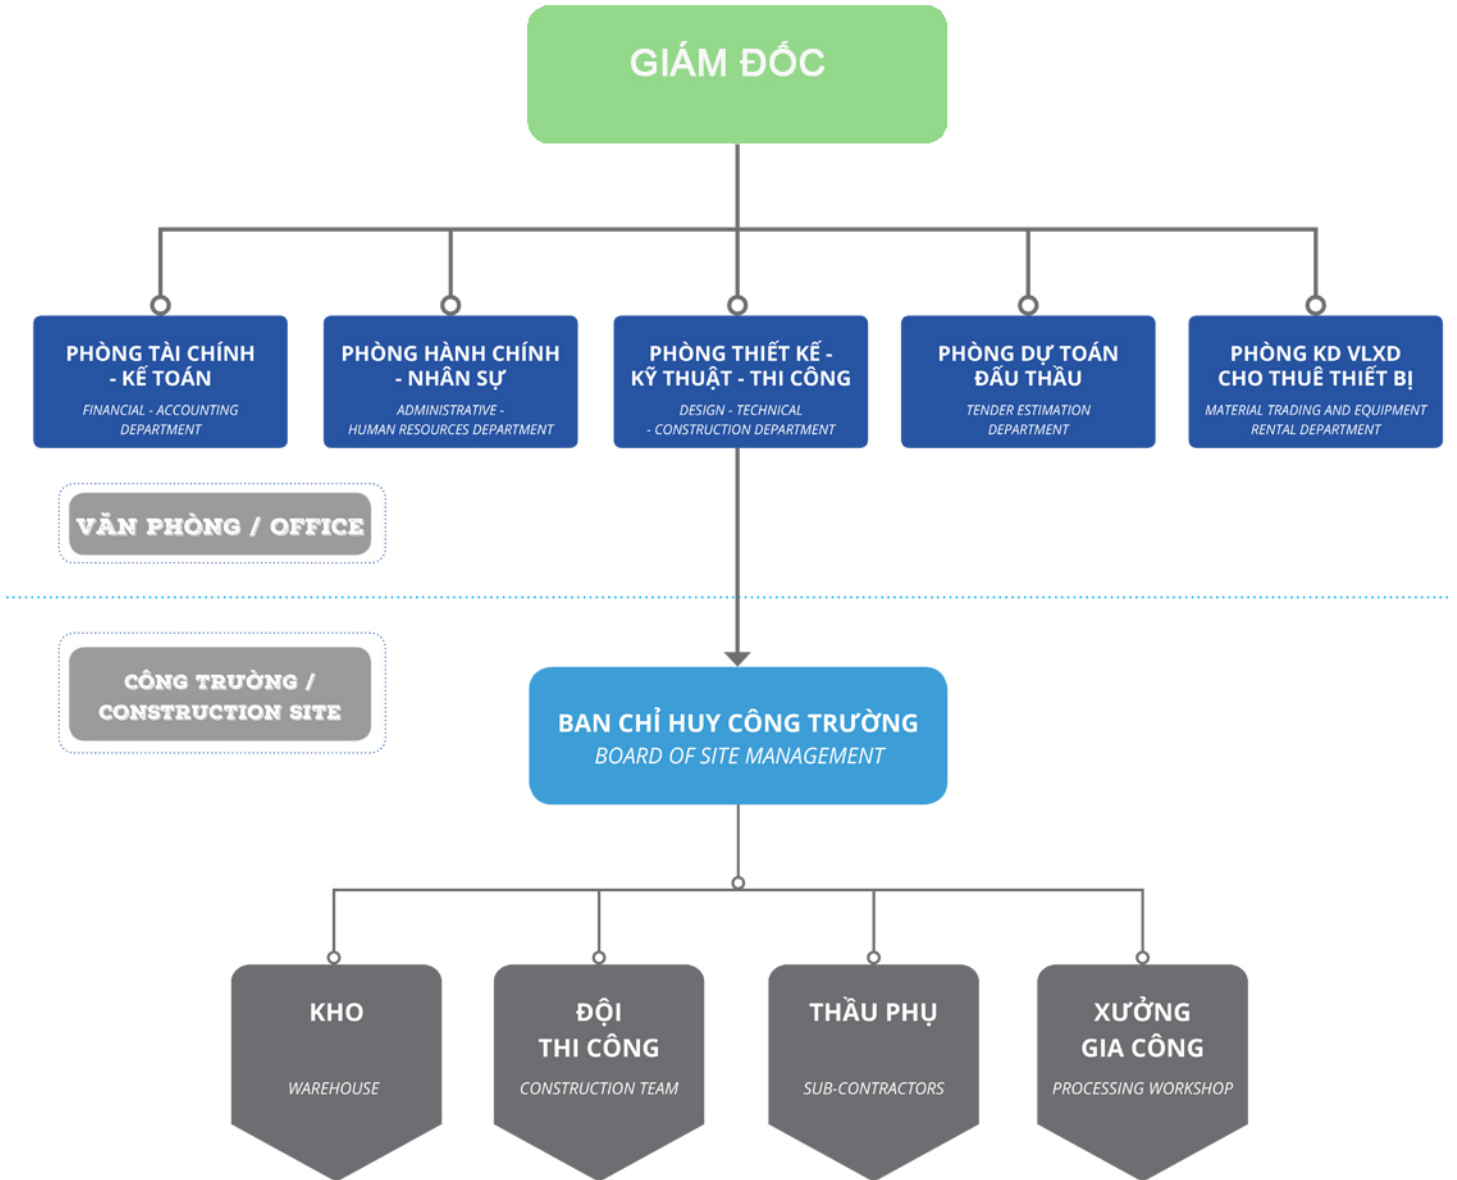 GIÁM ĐỐC
PHÒNG TÀI CHÍNH
- KẾ TOÁN
FINANCIAL - ACCOUNTING
DEPARTMENT
PHÒNG HÀNH CHÍNH
- NHÂN SỰ
ADMINISTRATIVE -
HUMAN RESOURCES DEPARTMENT
PHÒNG THIẾT KẾ -
KỸ THUẬT - THI CÔNG
DESIGN - TECHNICAL
- CONSTRUCTION DEPARTMENT
PHÒNG DỰ TOÁN
ĐẤU THẦU
TENDER ESTIMATION
DEPARTMENT
PHÒNG KD VLXD
CHO THUÊ THIẾT BỊ
MATERIAL TRADING AND EQUIPMENT
RENTAL DEPARTMENT
VĂN PHÒNG / OFFICE
CÔNG TRƯỜNG /
CONSTRUCTION SITE
BAN CHỈ HUY CÔNG TRƯỜNG
BOARD OF SITE MANAGEMENT
KHO
WAREHOUSE
ĐỘI
THI CÔNG
CONSTRUCTION TEAM
THẦU PHỤ
SUB-CONTRACTORS
XƯỞNG
GIA CÔNG
PROCESSING WORKSHOP